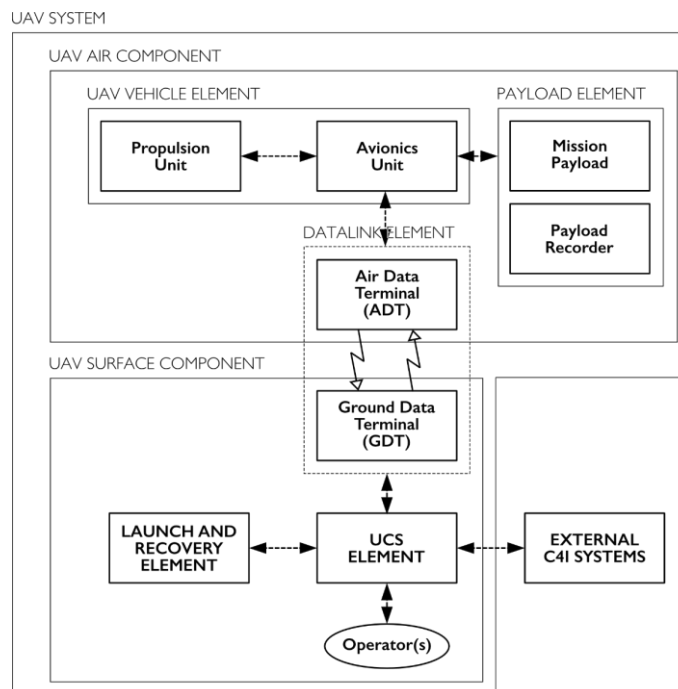 UAV SYSTEM
UAV AIR COMPONENT
UAV VEHICLE ELEMENT
PAYLOAD ELEMENT
Propulsion
Unit
Avionics
Unit
Mission
Payload
Payload
Recorder
DATALINK ELEMENT
Air Data
Terminal
(ADT)
UAV SURFACE COMPONENT
Ground Data
Terminal
(GDT)
LAUNCH AND
RECOVERY
ELEMENT
UCS
ELEMENT
EXTERNAL
C4I SYSTEMS
Operator(s)